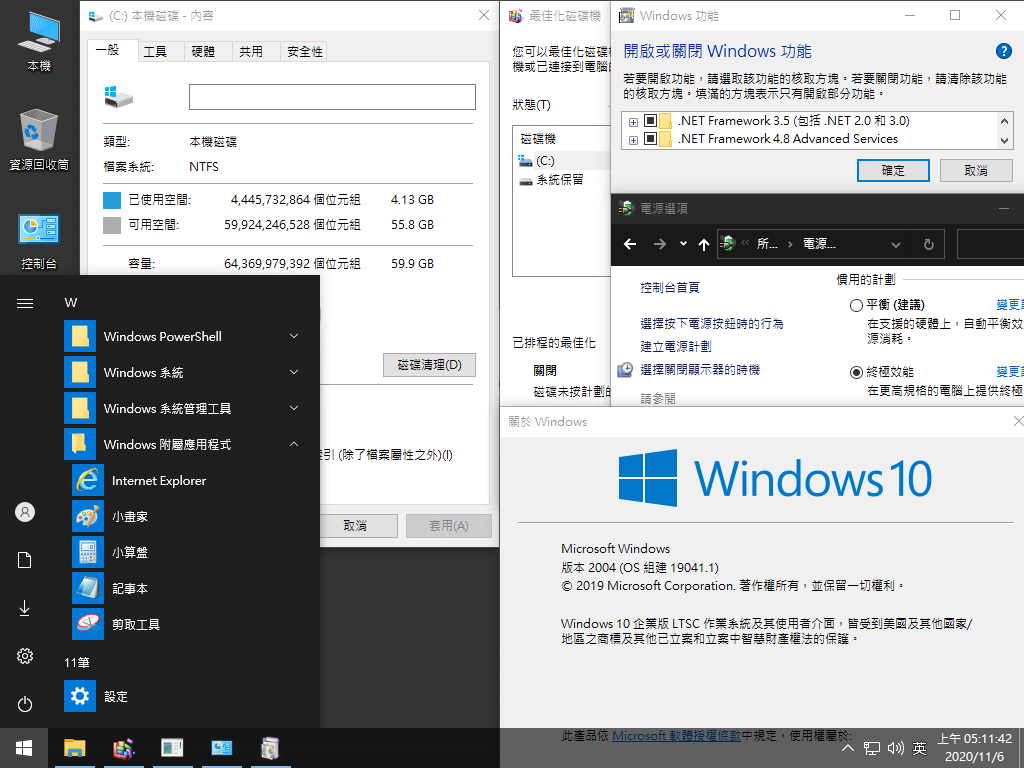 本機
資源回收筒
控制台
(C:) 本機磁碟 - 內容
一般
工具
硬體
共用
安全性
類型:
本機磁碟
檔案系統:
NTFS
已使用空間:
4,445,732,864 個位元組
4.13 GB
可用空間:
59,924,246,528 個位元組
55.8 GB
容量:
64,369,979,392 個位元組
59.9 GB
磁碟清理(D)
引 (除了檔案屬性之外)(I)
取消
套用(A)
最佳化磁碟機
您可以最佳化磁碟
機或已連接到電腦
狀態(T)
磁碟機
(C:)
系統保留
已排程的最佳化
關閉
磁碟未按計劃的
Windows 功能
開啟或關閉 Windows 功能
若要開啟功能，請選取該功能的核取方塊。若要關閉功能，請清除該功能
的核取方塊。填滿的方塊表示只有開啟部分功能。
.NET Framework 3.5 (包括 .NET 2.0 和 3.0)
.NET Framework 4.8 Advanced Services
確定
取消
電源選項
所...
電源...
控制台首頁
選擇按下電源按鈕時的行為
建立電源計劃
選擇關閉顯示器的時機
請參閱
慣用的計劃
平衡 (建議)
變更
在支援的硬體上，自動平衡效
源消耗。
終極效能
變更
在更高規格的電腦上提供終極
關於 Windows
Windows 10
Microsoft Windows
版本 2004 (OS 組建 19041.1)
© 2019 Microsoft Corporation. 著作權所有，並保留一切權利。
Windows 10 企業版 LTSC 作業系統及其使用者介面，皆受到美國及其他國家/
地區之商標及其他已立案和立案中智慧財產權法的保護。
此產品依 Microsoft 軟體授權條款中規定，使用權屬於:
W
Windows PowerShell
Windows 系統
Windows 系統管理工具
Windows 附屬應用程式
Internet Explorer
小畫家
小算盤
記事本
剪取工具
11筆
設定
英
上午 05:11:42
2020/11/6